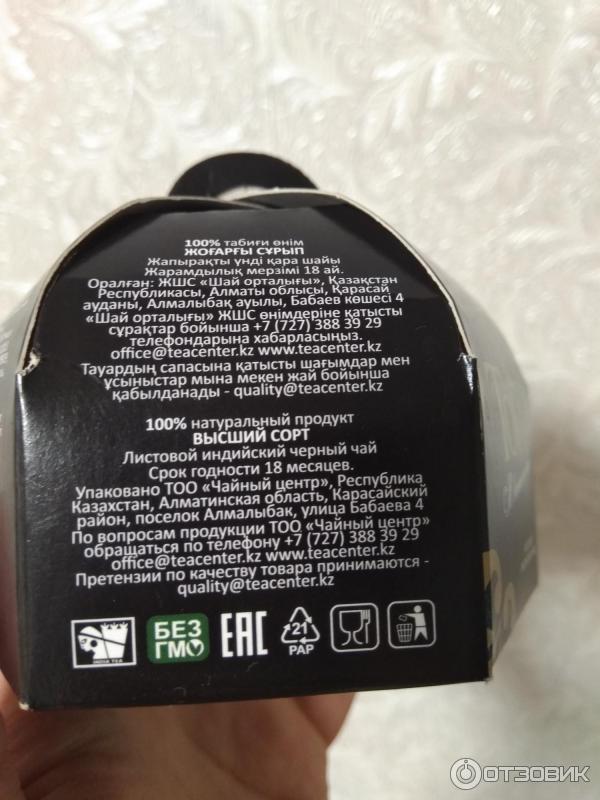 100% табиғи өнім
ЖОҒАРҒЫ СҰРЫП
Жапырақты үнді қара шайы
Жарамдылық мерзімі 18 ай.
Оралған: ЖШС «Шай орталығы», Қазақстан
Республикасы, Алматы облысы, Қарасай
ауданы, Алмалыбақ ауылы, Бабаев көшесі 4
«Шай орталығы» ЖШС өнімдеріне қатысты
сұрақтар бойынша +7 (727) 388 39 29
телефондарына хабарласыңыз.
office@teacenter.kz www.teacenter.kz
Тауардың сапасына қатысты шағымдар мен
ұсыныстар мына мекен жай бойынша
қабылданады - quality@teacenter.kz
100% натуральный продукт
ВЫСШИЙ СОРТ
Листовой индийский черный чай
Срок годности 18 месяцев.
Упаковано ТОО «Чайный центр», Республика
Казахстан, Алматинская область, Карасайский
район, поселок Алмалыбак, улица Бабаева 4
По вопросам продукции ТОО «Чайный центр»
обращаться по телефону +7 (727) 388 39 29
office@teacenter.kz www.teacenter.kz
Претензии по качеству товара принимаются -
quality@teacenter.kz
INDIA TEA
БЕЗ
ГМО
EAC
21
PAP
ОТЗОВИК